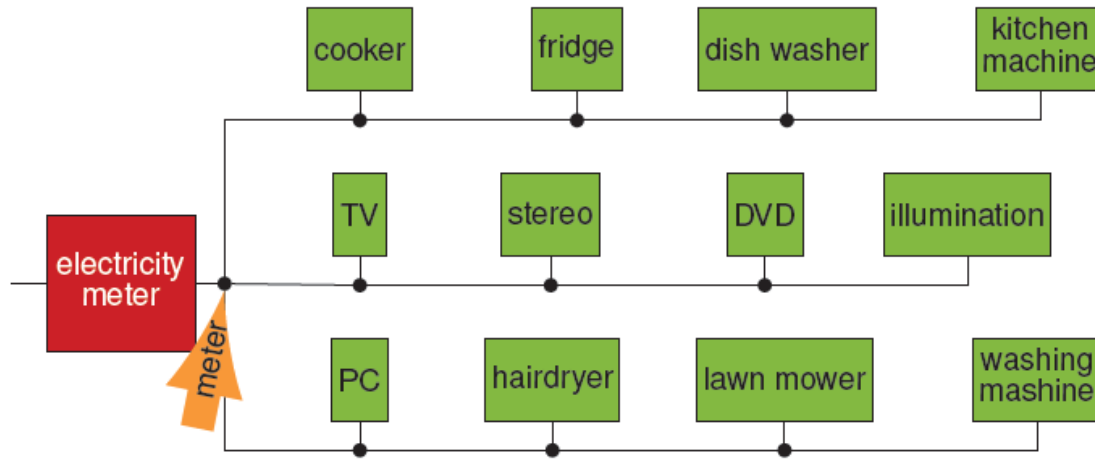 cooker
fridge
dish washer
kitchen
machine
TV
stereo
DVD
illumination
electricity
meter
meter
PC
hairdryer
lawn mower
washing
mashine